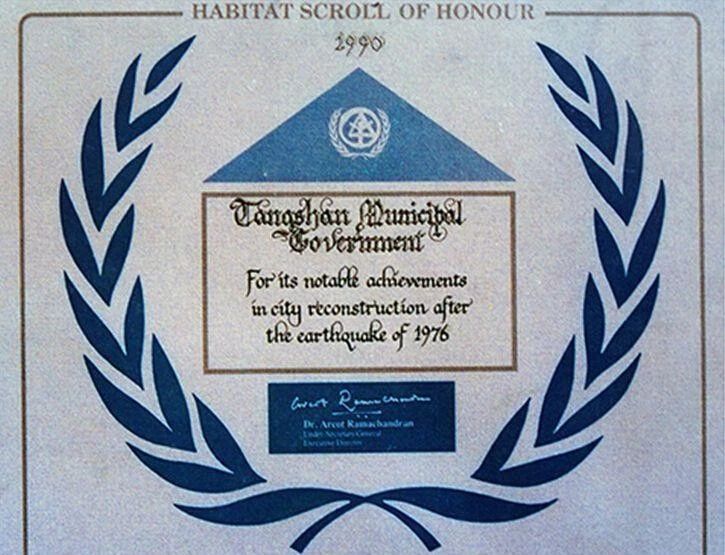 HABITAT SCROLL OF HONOUR
1990
Tangshan Municipal
Government
For its notable achievements
in city reconstruction after
the earthquake of 1976
Dr. Arcot Ramachandran
Under Secretary General
Executive Director